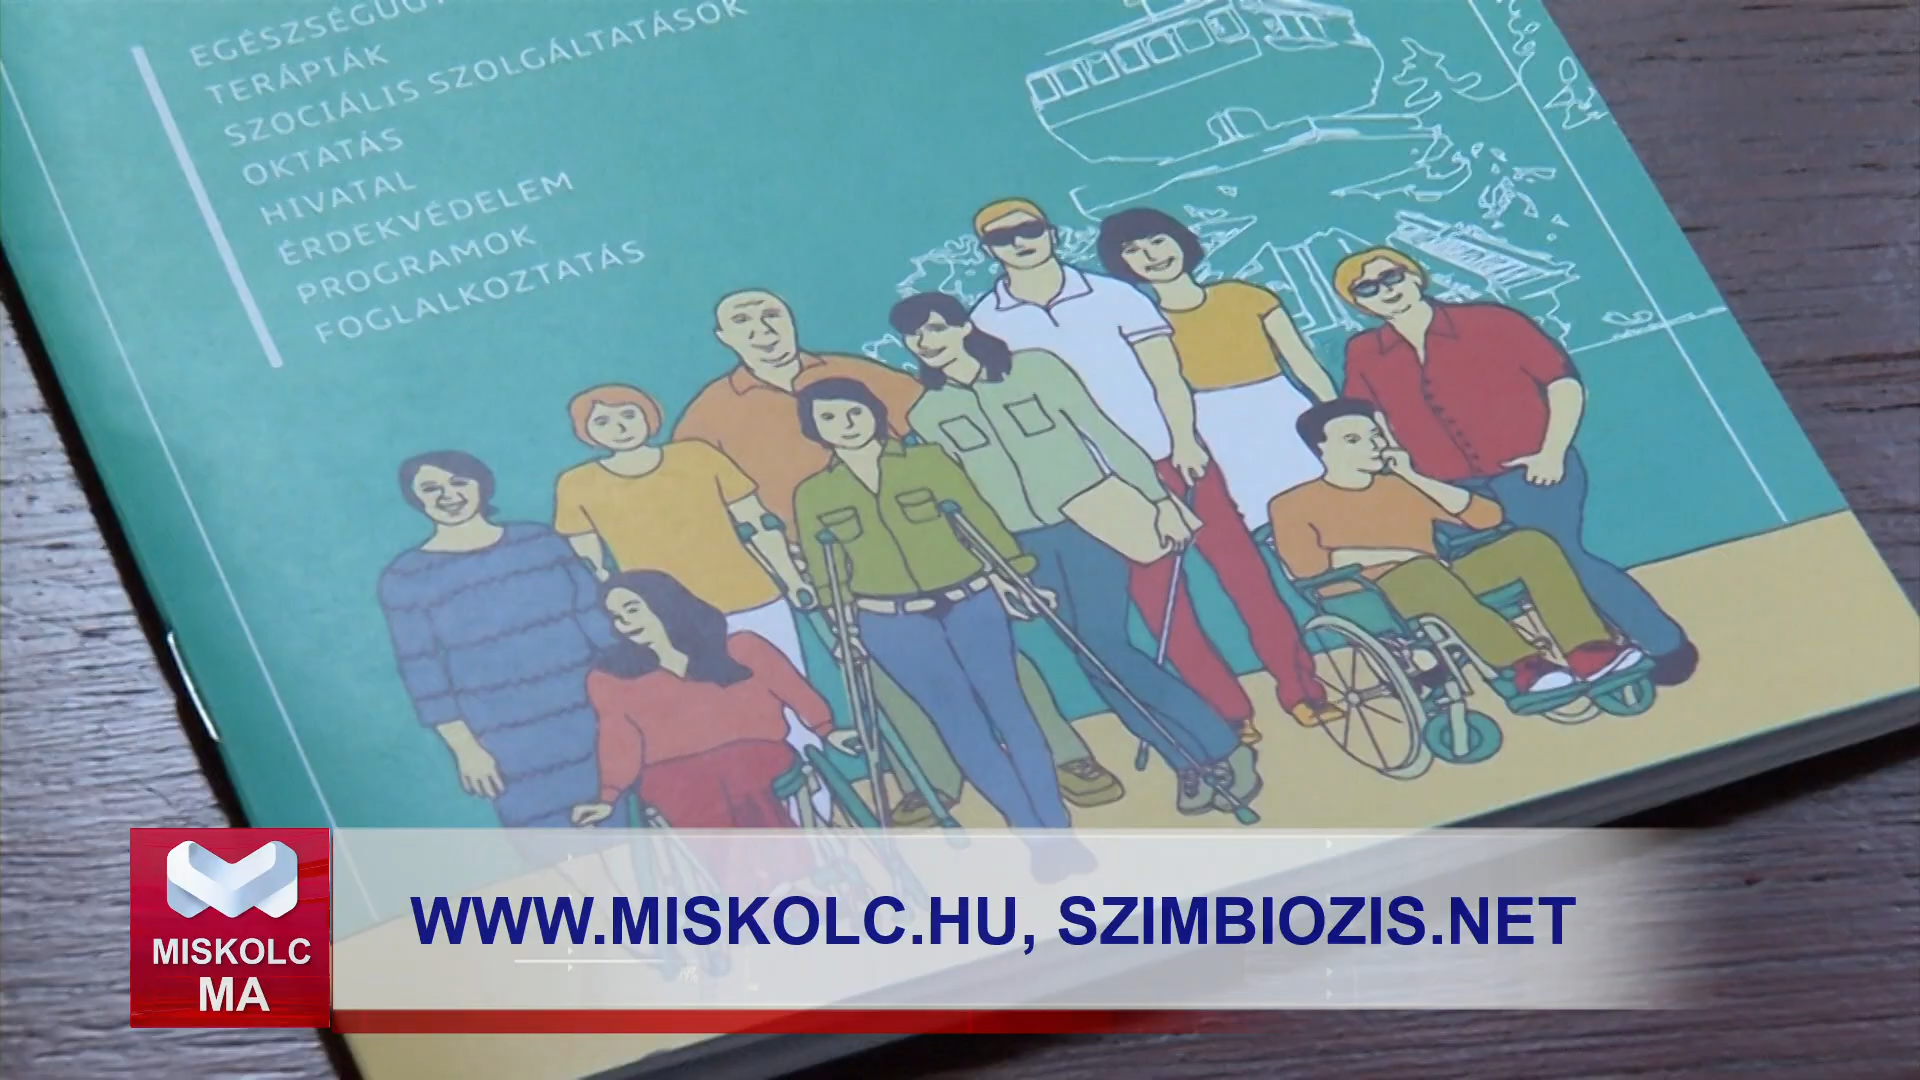 TERÁPIÁK
SZOCIÁLIS SZOLGÁLTATÁSOK
OKTATÁS
HIVATAL
ÉRDEKVÉDELEM
PROGRAMOK
FOGLALKOZTATÁS
WWW.MISKOLC.HU, SZIMBIOZIS.NET
MISKOLC
MA